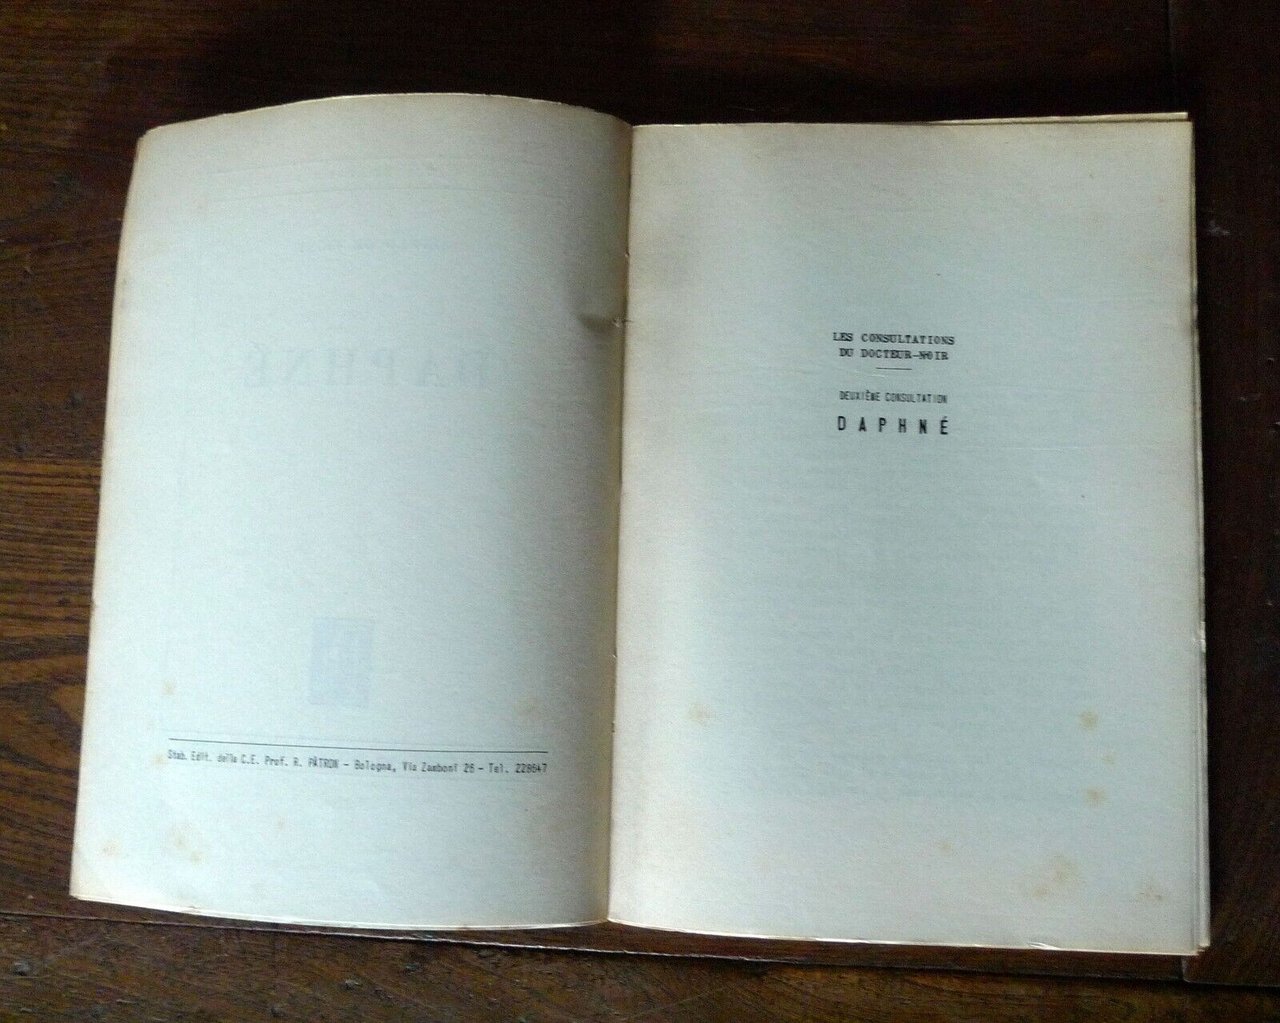 Stab. Edit. della C.E. Prof. R. PÀTRON - Bologna, Via Zamboni 26 - Tel. 228647
LES CONSULTATIONS
DU DOCTEUR-NOIR
DEUXIÈME CONSULTATION
DAPHNÉ